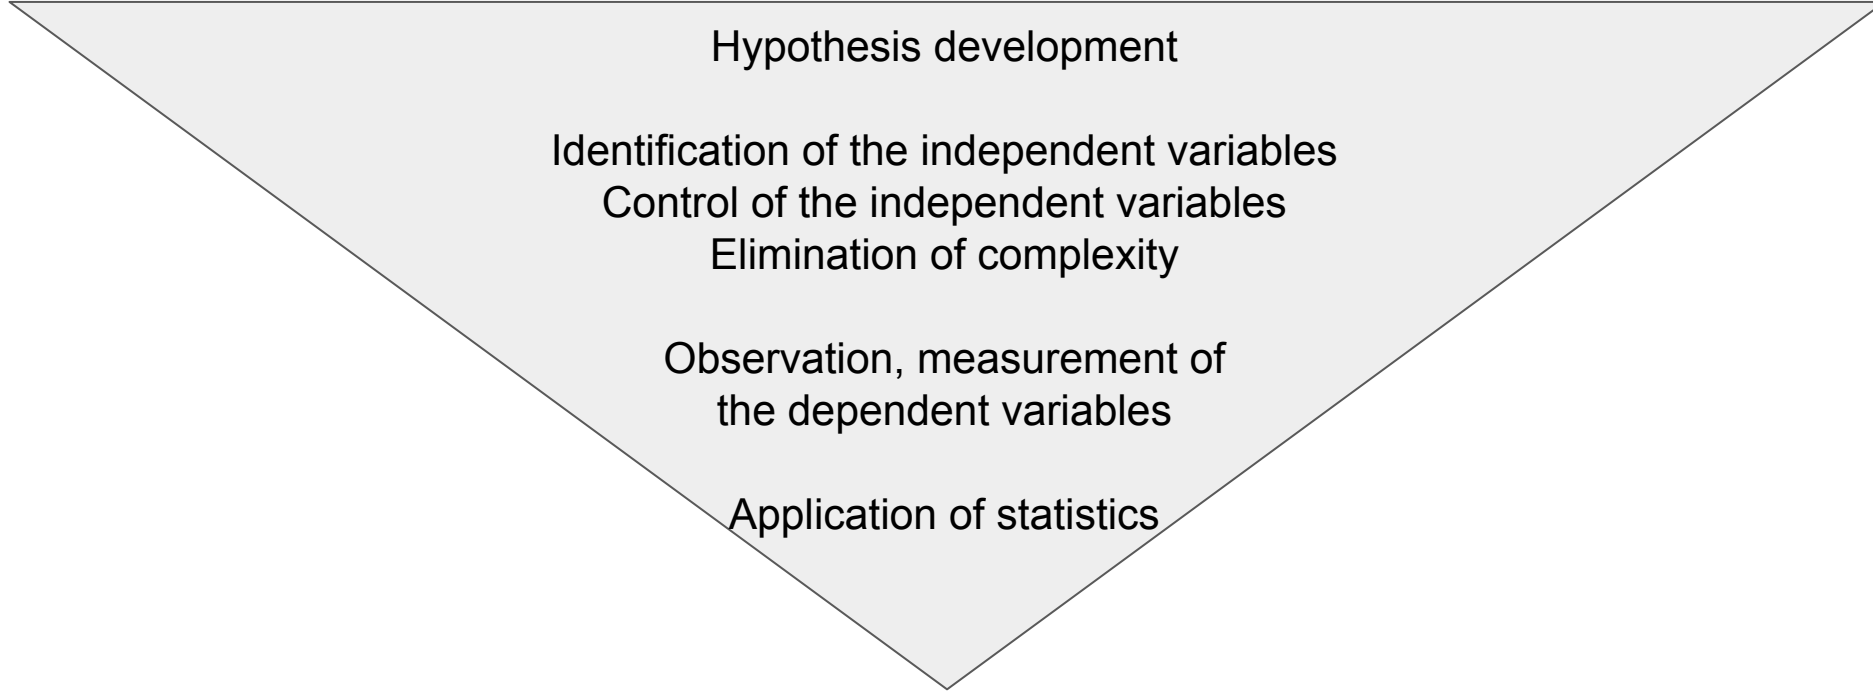 Hypothesis development
Identification of the independent variables
Control of the independent variables
Elimination of complexity
Observation, measurement of
the dependent variables
Application of statistics